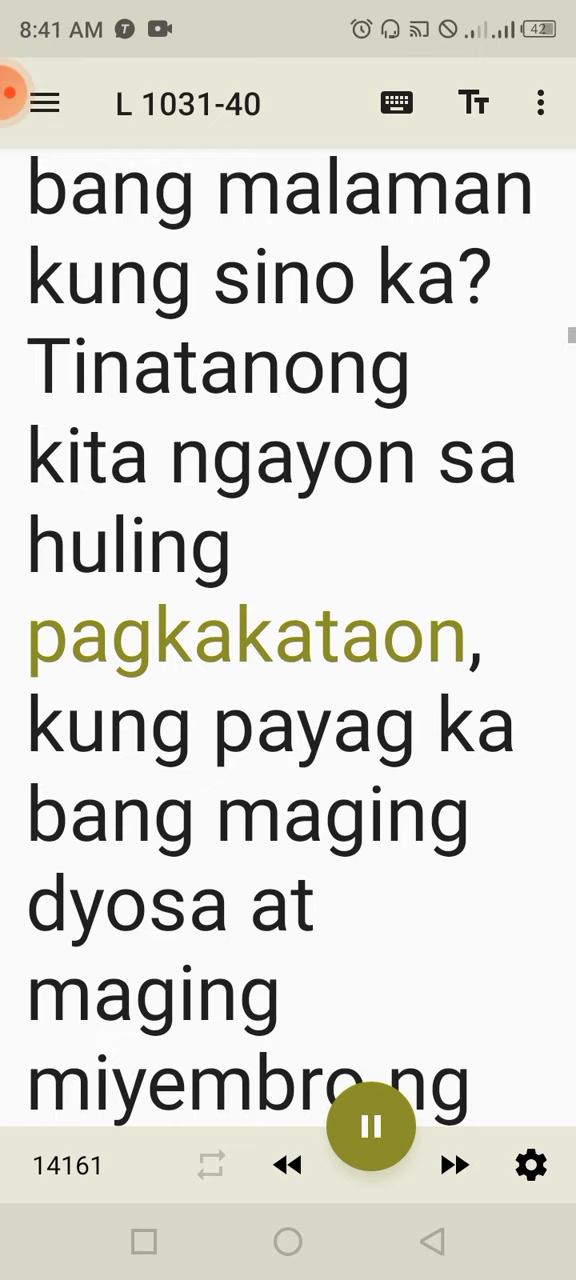 8:41 AM
42
L 1031-40
bang malaman
kung sino ka?
Tinatanong
kita ngayon sa
huling
pagkakataon,
kung payag ka
bang maging
dyosa at
maging
miyembro ng
14161